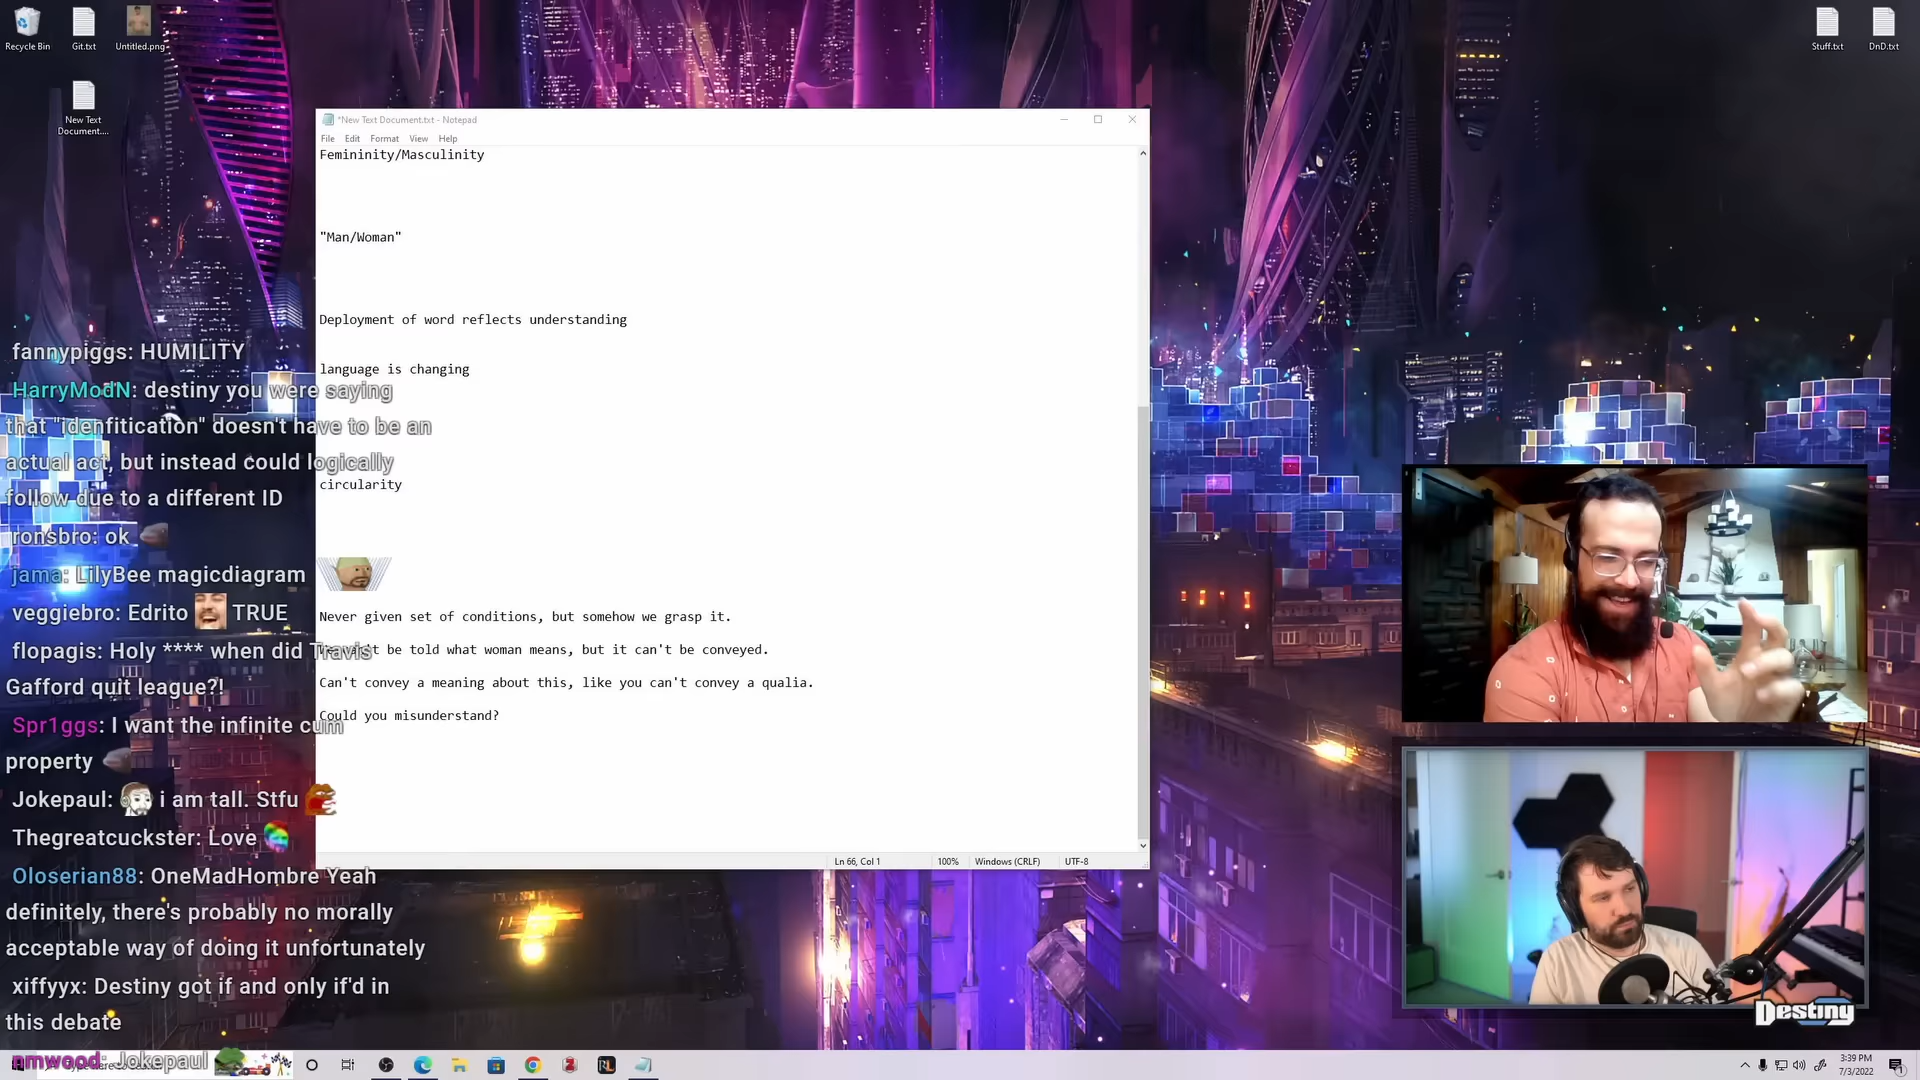 Recycle Bin
Git.txt
Untitled.png
New Text
Document....
Stuff.txt
DnD.txt
*New Text Document.txt - Notepad
File Edit Format View Help
Femininity/Masculinity
"Man/Woman"
Deployment of word reflects understanding
language is changing
circularity
Never given set of conditions, but somehow we grasp it.
be told what woman means, but it can't be conveyed.
Can't convey a meaning about this, like you can't convey a qualia.
Could you misunderstand?
Ln 66, Col 1
100%
Windows (CRLF)
UTF-8
fannypiggs: HUMILITY
HarryModN: destiny you were saying
that "idenfitication" doesn't have to be an
actual act, but instead could logically
follow due to a different ID
ronsbro: ok
jama: LilyBee magicdiagram
veggiebro: Edrito TRUE
flopagis: Holy **** when did Travis
Gafford quit league?!
Spr1ggs: I want the infinite cum
property
Jokepaul: i am tall. Stfu
Thegreatcuckster: Love
Oloserian88: OneMadHombre Yeah
definitely, there's probably no morally
acceptable way of doing it unfortunately
xiffyyx: Destiny got if and only if'd in
this debate
nmwood: Jokepaul
Destiny
3:39 PM
7/3/2022